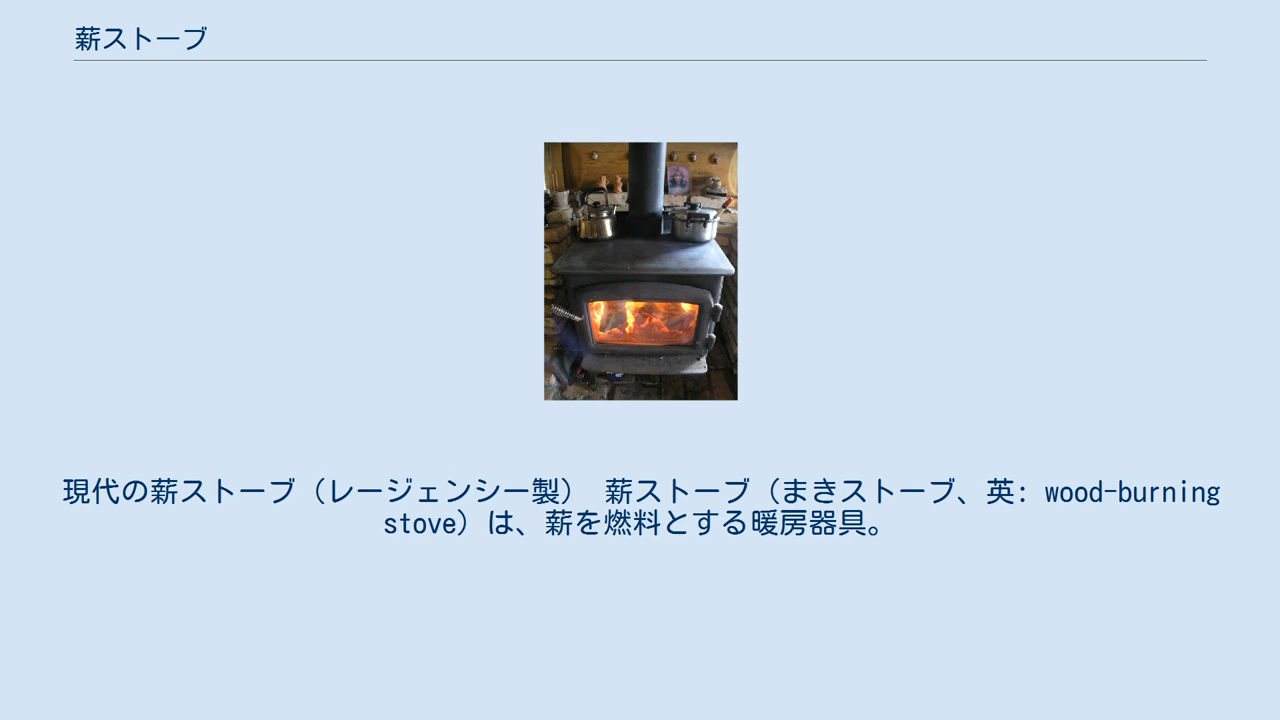 薪ストーブ
現代の薪ストーブ（レージェンシー製） 薪ストーブ（まきストーブ、英: wood-burning
stove）は、薪を燃料とする暖房器具。